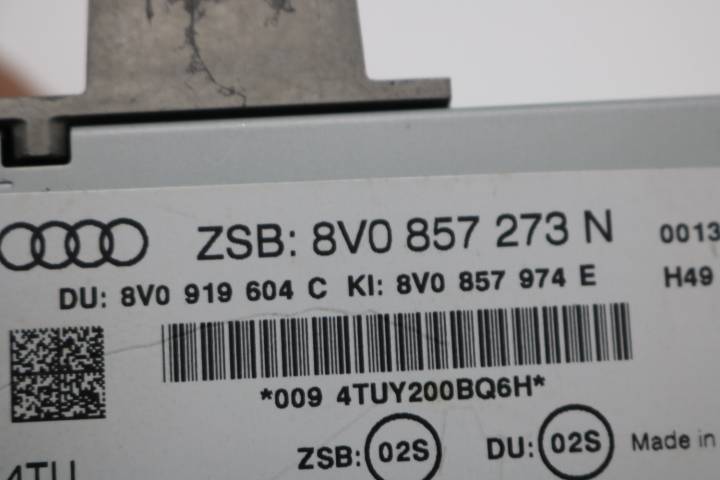 ZSB: 8V0 857 273 N 0013
DU: 8V0 919 604 C KI: 8V0 857 974 E H49
*009 4TUY200BQ6H*
ZSB: 02S DU: 02S Made in
4TU